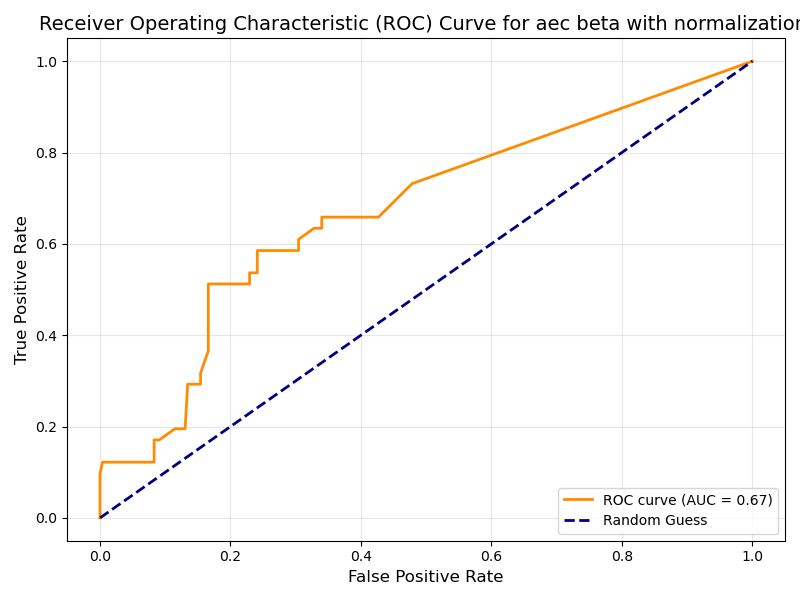 Receiver Operating Characteristic (ROC) Curve for aec beta with normalization
1.0
0.8
0.6
0.4
0.2
0.0
True Positive Rate
0.0 0.2 0.4 0.6 0.8 1.0
False Positive Rate
ROC curve (AUC = 0.67)
Random Guess